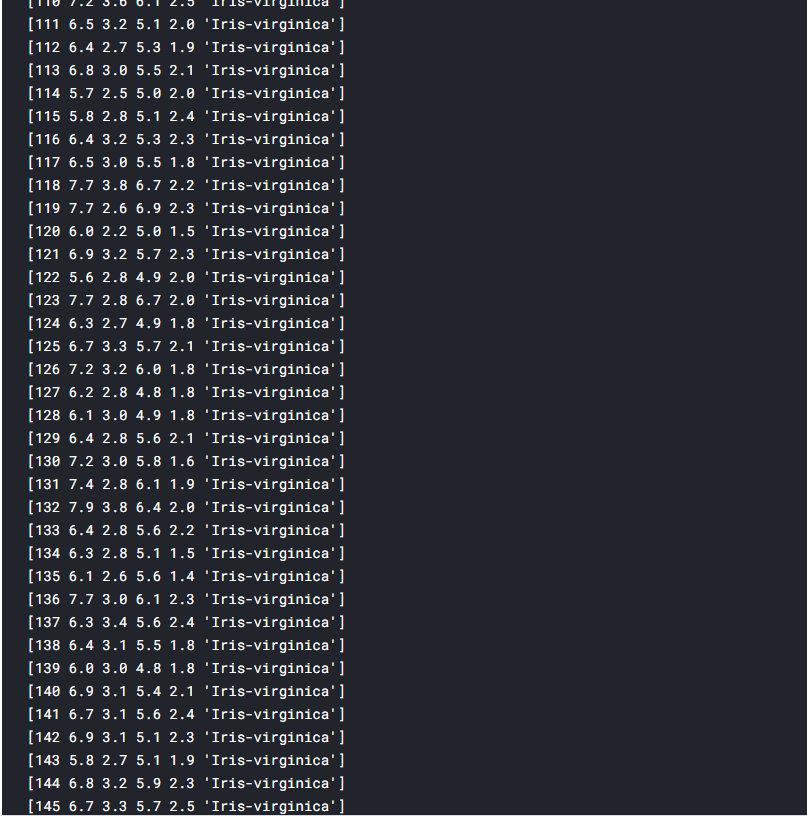 [110 7.2 3.6 6.1 2.5 'Iris-virginica']
[111 6.5 3.2 5.1 2.0 'Iris-virginica']
[112 6.4 2.7 5.3 1.9 'Iris-virginica']
[113 6.8 3.0 5.5 2.1 'Iris-virginica']
[114 5.7 2.5 5.0 2.0 'Iris-virginica']
[115 5.8 2.8 5.1 2.4 'Iris-virginica']
[116 6.4 3.2 5.3 2.3 'Iris-virginica']
[117 6.5 3.0 5.5 1.8 'Iris-virginica']
[118 7.7 3.8 6.7 2.2 'Iris-virginica']
[119 7.7 2.6 6.9 2.3 'Iris-virginica']
[120 6.0 2.2 5.0 1.5 'Iris-virginica']
[121 6.9 3.2 5.7 2.3 'Iris-virginica']
[122 5.6 2.8 4.9 2.0 'Iris-virginica']
[123 7.7 2.8 6.7 2.0 'Iris-virginica']
[124 6.3 2.7 4.9 1.8 'Iris-virginica']
[125 6.7 3.3 5.7 2.1 'Iris-virginica']
[126 7.2 3.2 6.0 1.8 'Iris-virginica']
[127 6.2 2.8 4.8 1.8 'Iris-virginica']
[128 6.1 3.0 4.9 1.8 'Iris-virginica']
[129 6.4 2.8 5.6 2.1 'Iris-virginica']
[130 7.2 3.0 5.8 1.6 'Iris-virginica']
[131 7.4 2.8 6.1 1.9 'Iris-virginica']
[132 7.9 3.8 6.4 2.0 'Iris-virginica']
[133 6.4 2.8 5.6 2.2 'Iris-virginica']
[134 6.3 2.8 5.1 1.5 'Iris-virginica']
[135 6.1 2.6 5.6 1.4 'Iris-virginica']
[136 7.7 3.0 6.1 2.3 'Iris-virginica']
[137 6.3 3.4 5.6 2.4 'Iris-virginica']
[138 6.4 3.1 5.5 1.8 'Iris-virginica']
[139 6.0 3.0 4.8 1.8 'Iris-virginica']
[140 6.9 3.1 5.4 2.1 'Iris-virginica']
[141 6.7 3.1 5.6 2.4 'Iris-virginica']
[142 6.9 3.1 5.1 2.3 'Iris-virginica']
[143 5.8 2.7 5.1 1.9 'Iris-virginica']
[144 6.8 3.2 5.9 2.3 'Iris-virginica']
[145 6.7 3.3 5.7 2.5 'Iris-virginica']